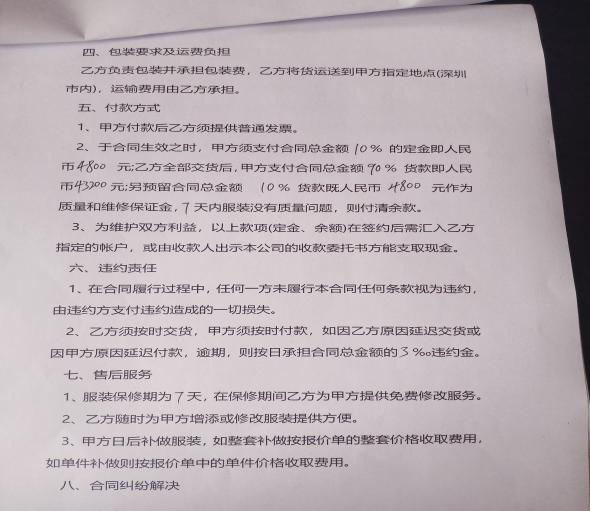 四、包装要求及运费负担
乙方负责包装并承担包装费，乙方将货运送到甲方指定地点(深圳
市内)，运输费用由乙方承担。
五、付款方式
1、甲方付款后乙方须提供普通发票。
2、于合同生效之时，甲方须支付合同总金额 10 % 的定金即人民
币 4800 元;乙方全部交货后,甲方支付合同总金额 90 % 货款即人民
币 43200 元;另预留合同总金额 10 % 货款既人民币 4800 元作为
质量和维修保证金，7 天内服装没有质量问题，则付清余款。
3、为维护双方利益，以上款项(定金、余额)在签约后需汇入乙方
指定的帐户，或由收款人出示本公司的收款委托书方能支取现金。
六、违约责任
1、在合同履行过程中，任何一方未履行本合同任何条款视为违约，
由违约方支付违约造成的一切损失。
2、乙方须按时交货，甲方须按时付款，如因乙方原因延迟交货或
因甲方原因延迟付款，逾期，则按日承担合同总金额的 3 ‰违约金。
七、售后服务
1、服装保修期为 7 天，在保修期间乙方为甲方提供免费修改服务。
2、乙方随时为甲方增添或修改服装提供方便。
3、甲方日后补做服装，如整套补做按报价单的整套价格收取费用，
如单件补做则按报价单中的单件价格收取费用。
八、合同纠纷解决